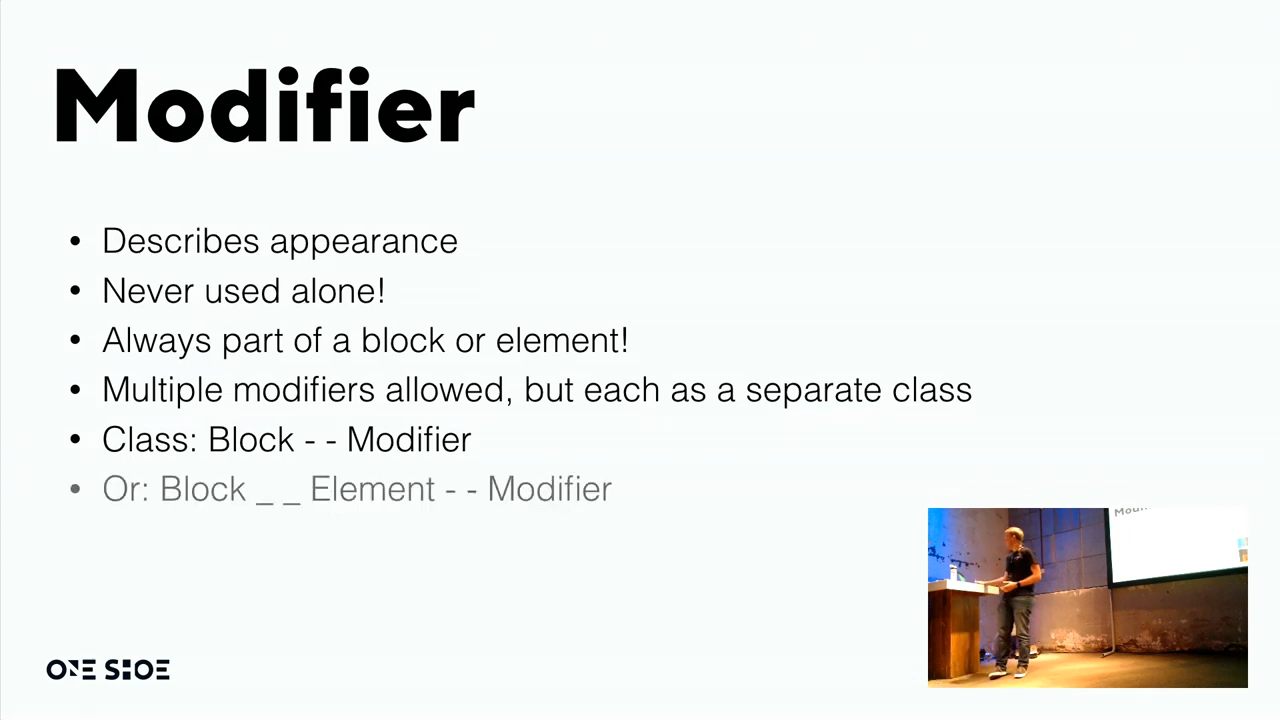 Modifier
• Describes appearance
• Never used alone!
• Always part of a block or element!
• Multiple modifiers allowed, but each as a separate class
• Class: Block - - Modifier
• Or: Block _ _ Element - - Modifier
ONE SHOE